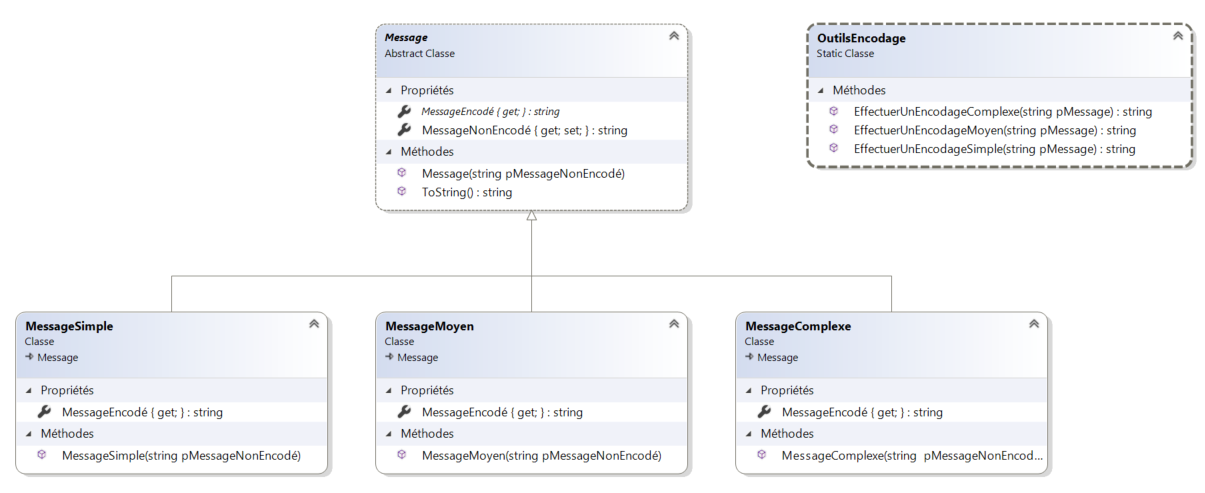 Message
Abstract Classe
Propriétés
MessageEncodé { get; } : string
MessageNonEncodé { get; set; } : string
Méthodes
Message(string pMessageNonEncodé)
ToString() : string
OutilsEncodage
Static Classe
Méthodes
EffectuerUnEncodageComplexe(string pMessage) : string
EffectuerUnEncodageMoyen(string pMessage) : string
EffectuerUnEncodageSimple(string pMessage) : string
MessageSimple
Classe
Message
Propriétés
MessageEncodé { get; } : string
Méthodes
MessageSimple(string pMessageNonEncodé)
MessageMoyen
Classe
Message
Propriétés
MessageEncodé { get; } : string
Méthodes
MessageMoyen(string pMessageNonEncodé)
MessageComplexe
Classe
Message
Propriétés
MessageEncodé { get; } : string
Méthodes
MessageComplexe(string pMessageNonEncod...